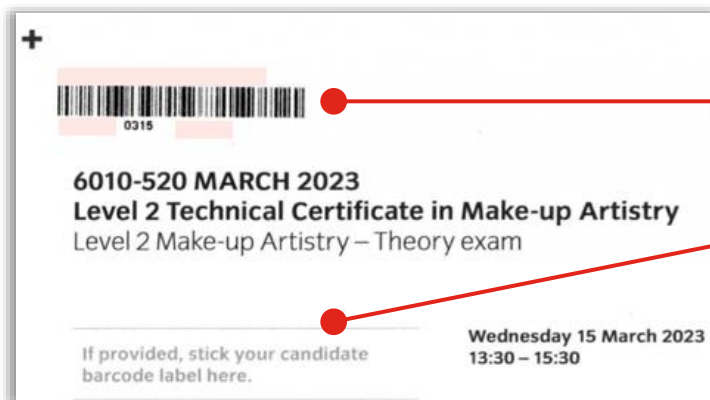 0315
6010-520 MARCH 2023
Level 2 Technical Certificate in Make-up Artistry
Level 2 Make-up Artistry – Theory exam
If provided, stick your candidate
barcode label here.
Wednesday 15 March 2023
13:30 – 15:30